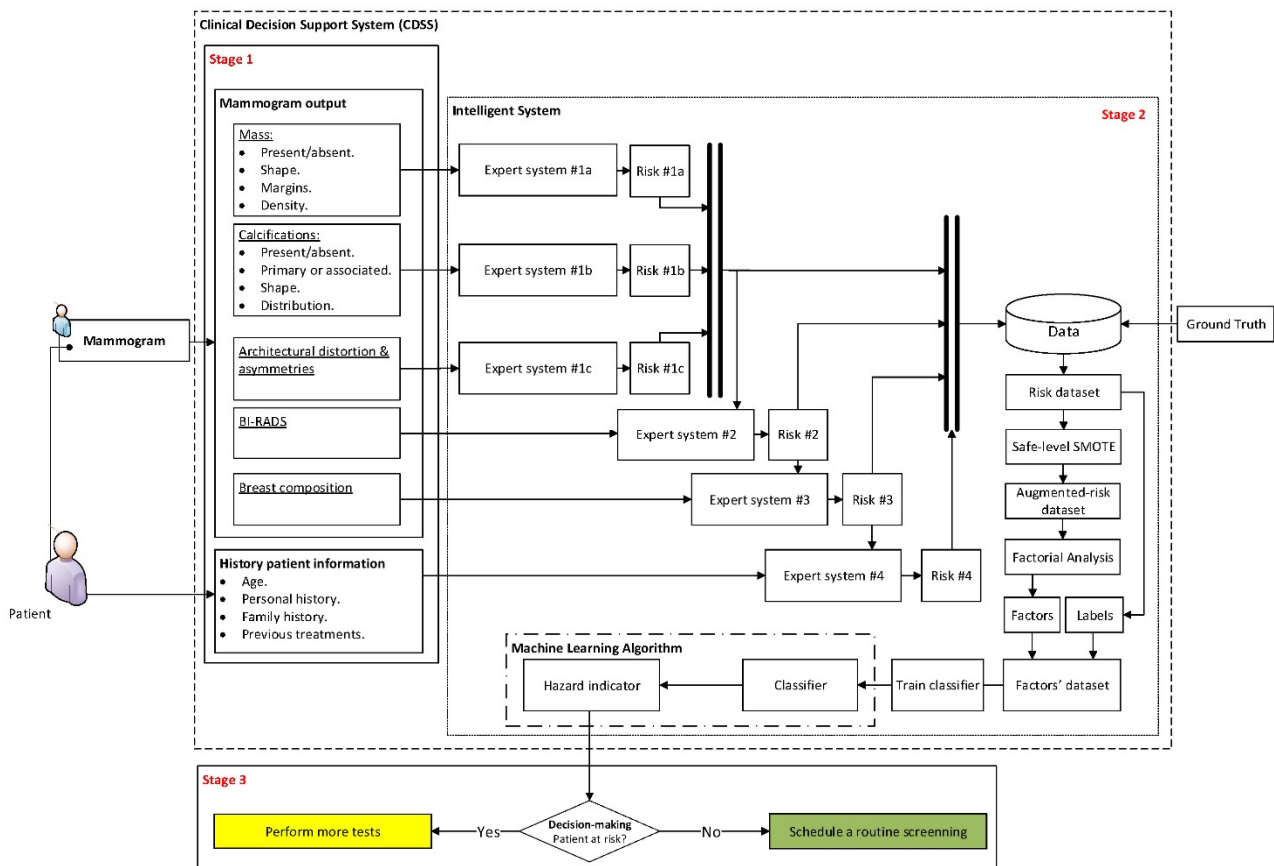 Clinical Decision Support System (CDSS)
Stage 1
Mammogram output
Mass:
• Present/absent.
• Shape.
• Margins.
• Density.
Calcifications:
• Present/absent.
• Primary or associated.
• Shape.
• Distribution.
Architectural distortion &
asymmetries
BI-RADS
Breast composition
History patient information
• Age.
• Personal history.
• Family history.
• Previous treatments.
Mammogram
Patient
Intelligent System
Stage 2
Expert system #1a
Risk #1a
Expert system #1b
Risk #1b
Expert system #1c
Risk #1c
Expert system #2
Risk #2
Expert system #3
Risk #3
Expert system #4
Risk #4
Data
Ground Truth
Risk dataset
Safe-level SMOTE
Augmented-risk
dataset
Factorial Analysis
Factors
Labels
Factors’ dataset
Train classifier
Machine Learning Algorithm
Classifier
Hazard indicator
Stage 3
Decision-making
Patient at risk?
Yes
Perform more tests
No
Schedule a routine screenning